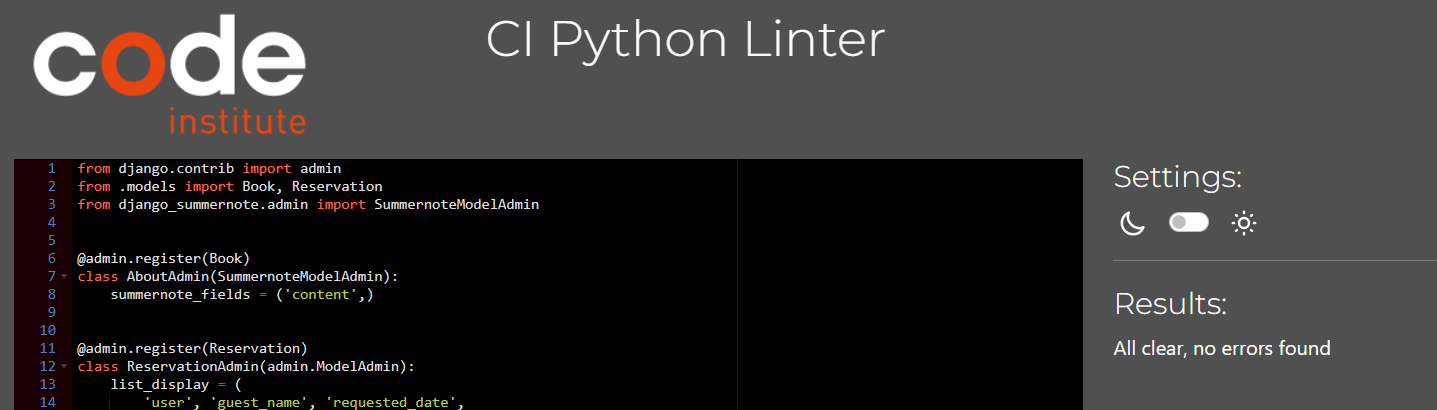 code
institute
CI Python Linter
1 from django.contrib import admin
2 from .models import Book, Reservation
3 from django_summernote.admin import SummernoteModelAdmin
4
5
6 @admin.register(Book)
7 class AboutAdmin(SummernoteModelAdmin):
8     summernote_fields = ('content',)
9
10
11 @admin.register(Reservation)
12 class ReservationAdmin(admin.ModelAdmin):
13     list_display = (
14         'user', 'guest_name', 'requested_date',
Settings:
Results:
All clear, no errors found